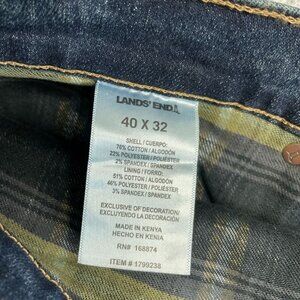 LANDS' END
40 X 32
SHELL / CUERPO:
76% COTTON / ALGODÓN
22% POLYESTER / POLIÉSTER
2% SPANDEX / SPANDEX
LINING / FORRO:
51% COTTON / ALGODÓN
46% POLYESTER / POLIÉSTER
3% SPANDEX / SPANDEX
EXCLUSIVE OF DECORATION/
EXCLUYENDO LA DECORACIÓN
MADE IN KENYA
HECHO EN KENIA
RN# 168874
ITEM # 1799238